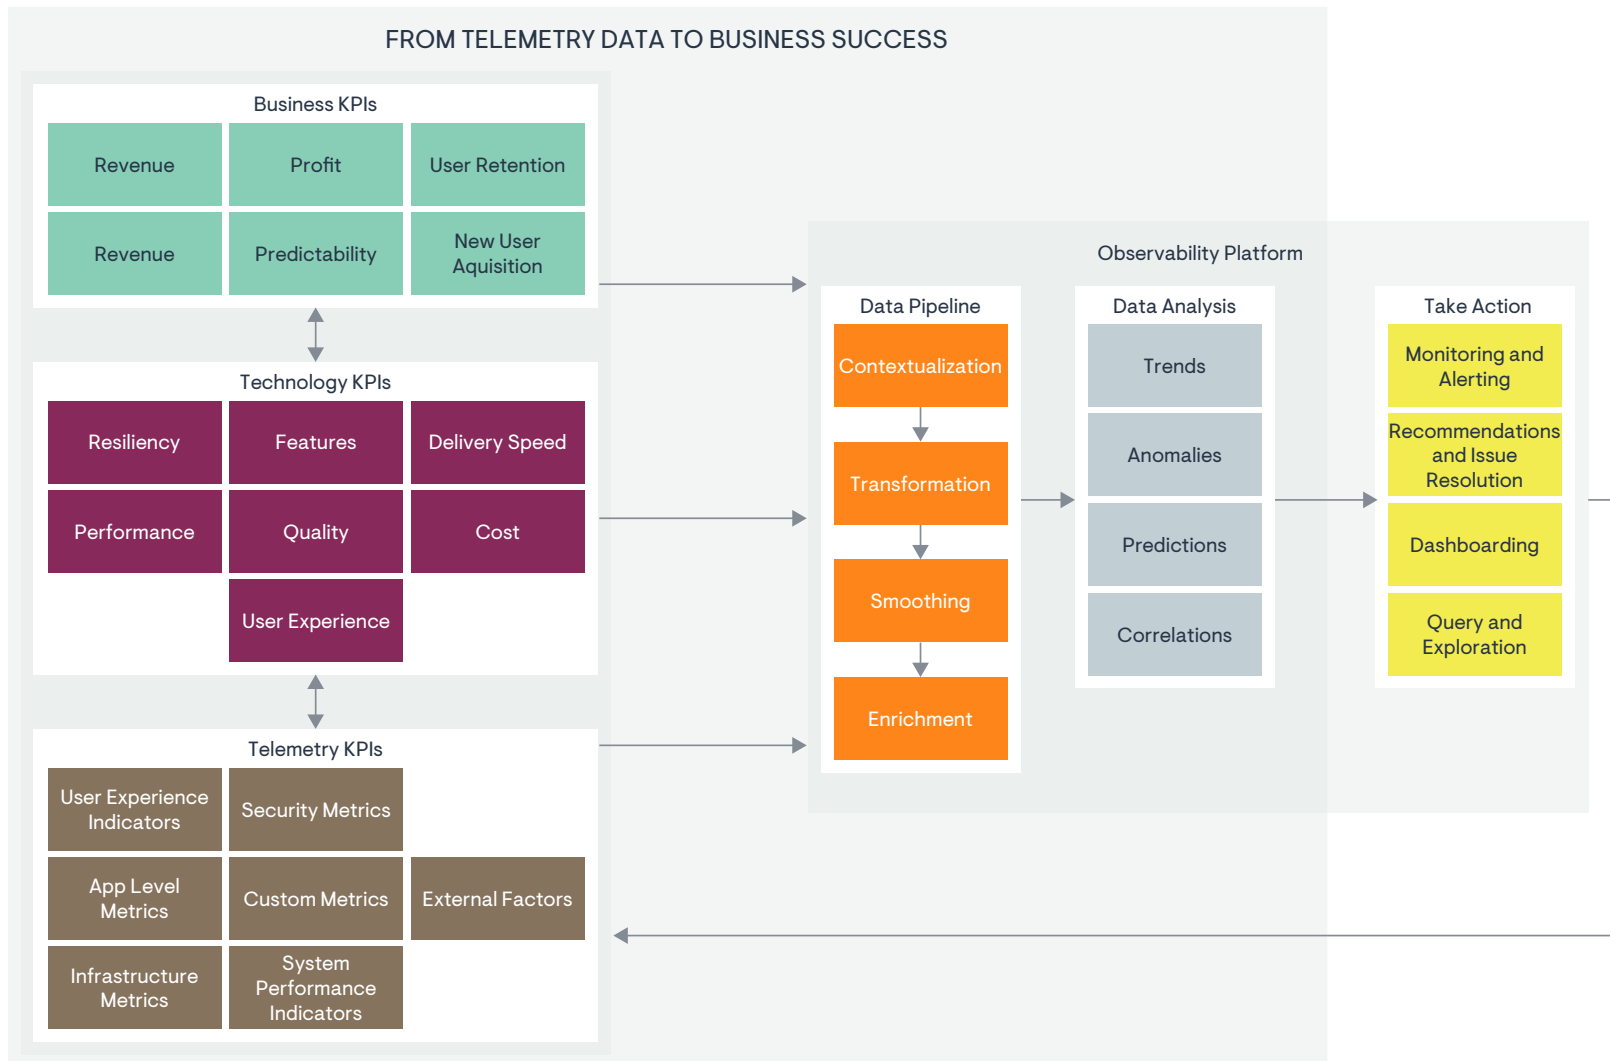 FROM TELEMETRY DATA TO BUSINESS SUCCESS
Business KPIs
Revenue
Profit
User Retention
Revenue
Predictability
New User
Aquisition
Technology KPIs
Resiliency
Features
Delivery Speed
Performance
Quality
Cost
User Experience
Telemetry KPIs
User Experience
Indicators
Security Metrics
App Level
Metrics
Custom Metrics
External Factors
Infrastructure
Metrics
System
Performance
Indicators
Observability Platform
Data Pipeline
Contextualization
Transformation
Smoothing
Enrichment
Data Analysis
Trends
Anomalies
Predictions
Correlations
Take Action
Monitoring and
Alerting
Recommendations
and Issue
Resolution
Dashboarding
Query and
Exploration